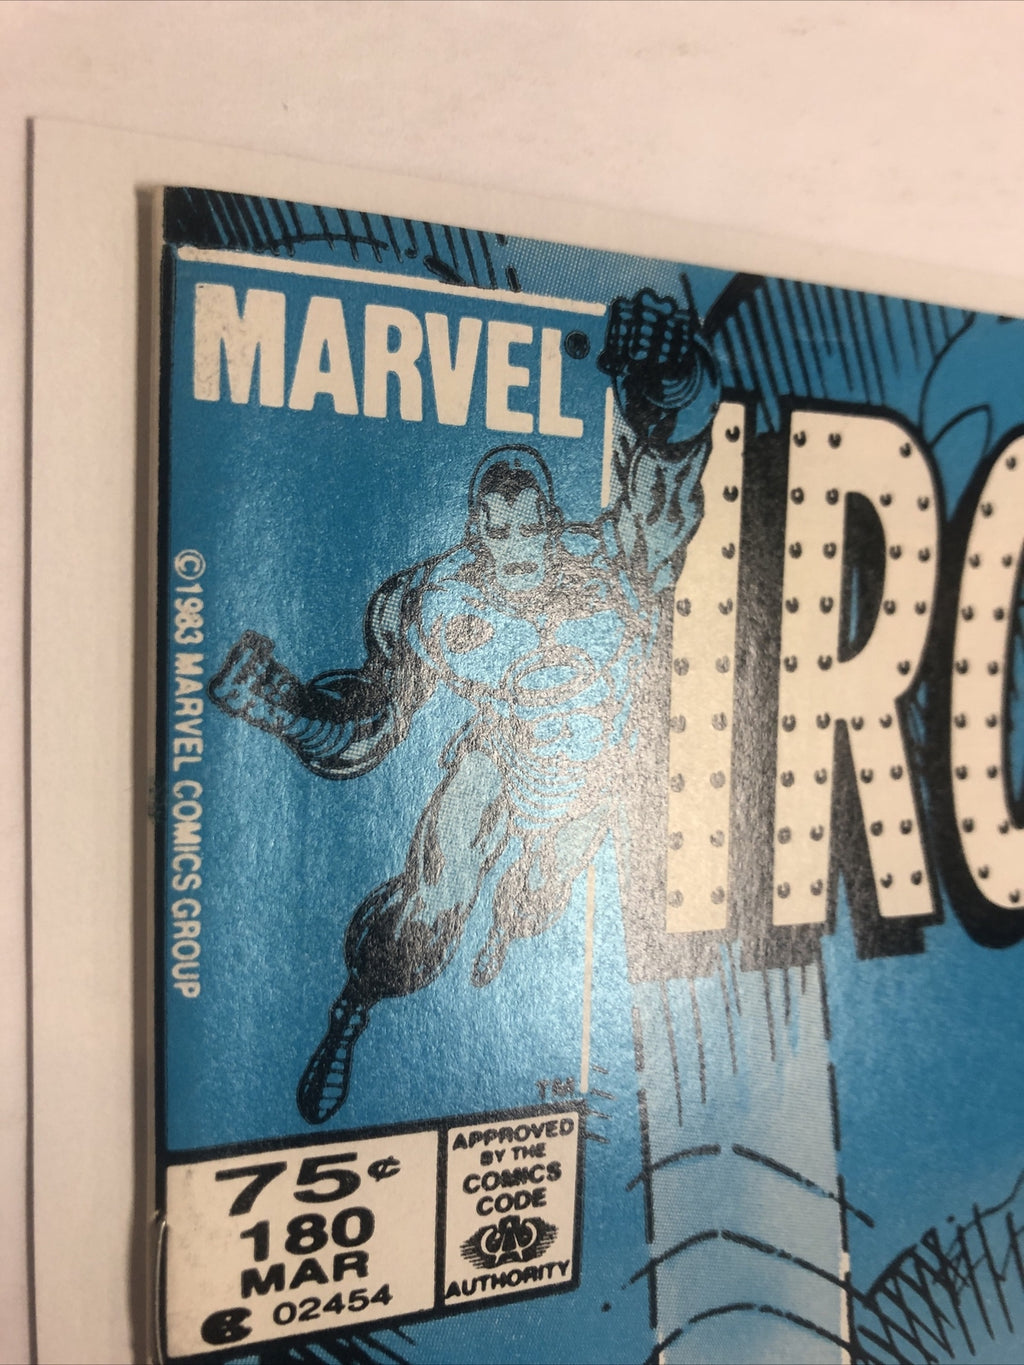 MARVEL
IRO
©1983 MARVEL COMICS GROUP
TM
75¢
180
MAR
02454
APPROVED
BY THE
COMICS
CODE
AUTHORITY